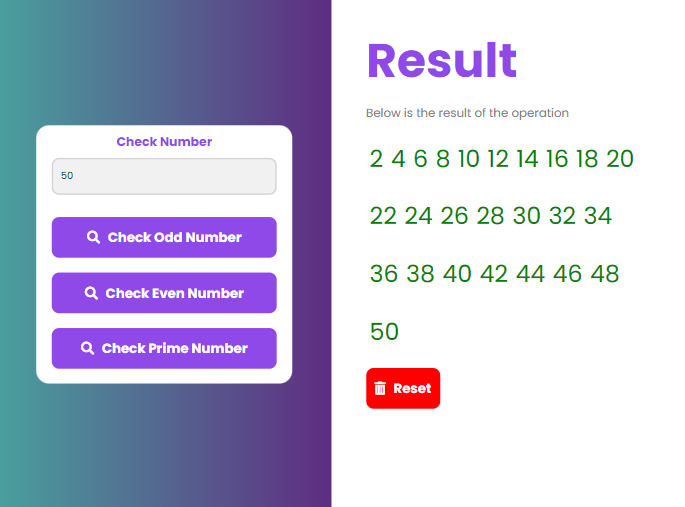 Check Number
50
Check Odd Number
Check Even Number
Check Prime Number
Result
Below is the result of the operation
2 4 6 8 10 12 14 16 18 20
22 24 26 28 30 32 34
36 38 40 42 44 46 48
50
Reset